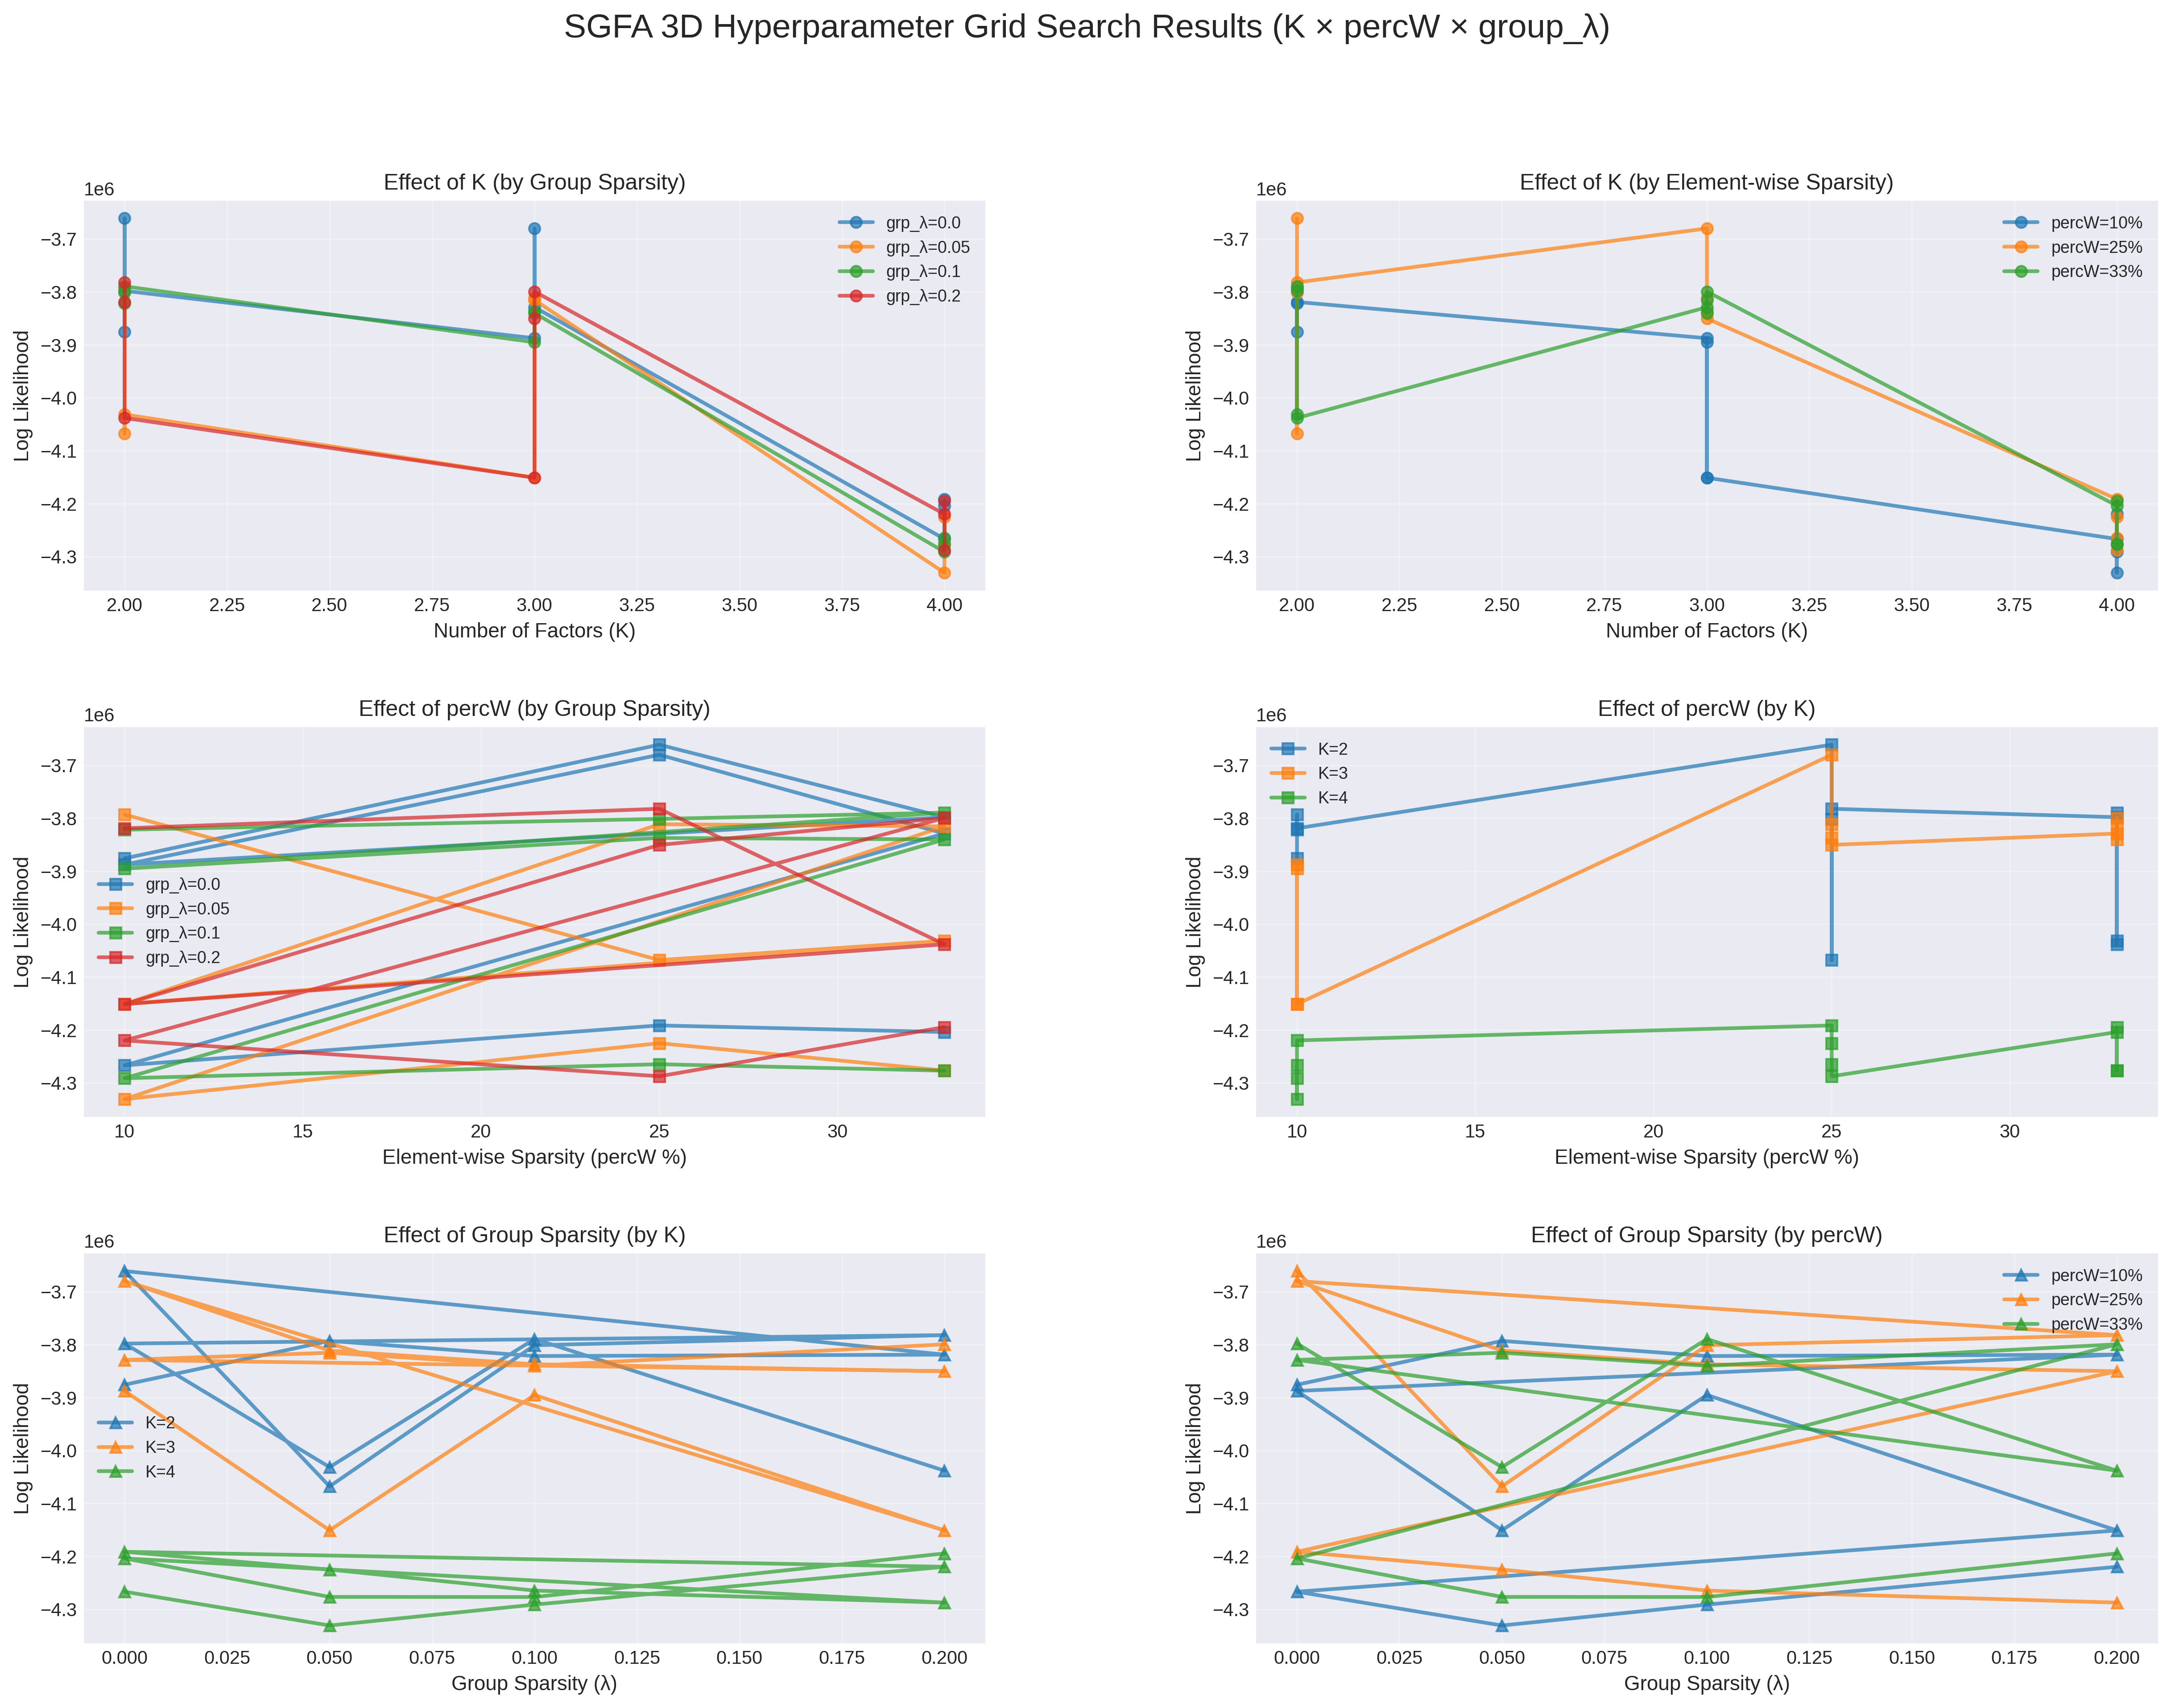 SGFA 3D Hyperparameter Grid Search Results (K × percW × group_λ)
Effect of K (by Group Sparsity)
1e6
grp_λ=0.0
grp_λ=0.05
grp_λ=0.1
grp_λ=0.2
−3.7
−3.8
−3.9
−4.0
−4.1
−4.2
−4.3
Log Likelihood
2.00 2.25 2.50 2.75 3.00 3.25 3.50 3.75 4.00
Number of Factors (K)
Effect of K (by Element-wise Sparsity)
1e6
percW=10%
percW=25%
percW=33%
−3.7
−3.8
−3.9
−4.0
−4.1
−4.2
−4.3
Log Likelihood
2.00 2.25 2.50 2.75 3.00 3.25 3.50 3.75 4.00
Number of Factors (K)
Effect of percW (by Group Sparsity)
1e6
−3.7
−3.8
−3.9
−4.0
−4.1
−4.2
−4.3
Log Likelihood
grp_λ=0.0
grp_λ=0.05
grp_λ=0.1
grp_λ=0.2
10 15 20 25 30
Element-wise Sparsity (percW %)
Effect of percW (by K)
1e6
K=2
K=3
K=4
−3.7
−3.8
−3.9
−4.0
−4.1
−4.2
−4.3
Log Likelihood
10 15 20 25 30
Element-wise Sparsity (percW %)
Effect of Group Sparsity (by K)
1e6
−3.7
−3.8
−3.9
−4.0
−4.1
−4.2
−4.3
Log Likelihood
K=2
K=3
K=4
0.000 0.025 0.050 0.075 0.100 0.125 0.150 0.175 0.200
Group Sparsity (λ)
Effect of Group Sparsity (by percW)
1e6
percW=10%
percW=25%
percW=33%
−3.7
−3.8
−3.9
−4.0
−4.1
−4.2
−4.3
Log Likelihood
0.000 0.025 0.050 0.075 0.100 0.125 0.150 0.175 0.200
Group Sparsity (λ)